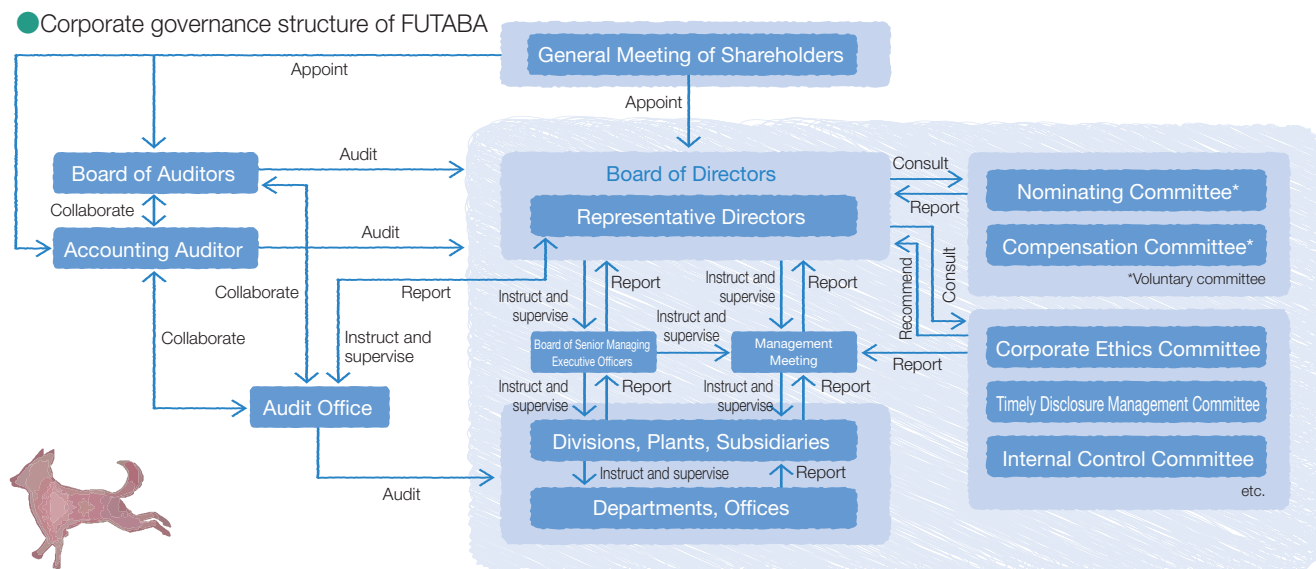 Corporate governance structure of FUTABA
General Meeting of Shareholders
Appoint
Appoint
Board of Auditors
Audit
Collaborate
Accounting Auditor
Audit
Board of Directors
Representative Directors
Consult
Report
Nominating Committee*
Compensation Committee*
*Voluntary committee
Collaborate
Report
Collaborate
Instruct and
supervise
Instruct and
supervise
Report
Instruct and
supervise
Report
Instruct and
supervise
Recommend
Consult
Board of Senior Managing
Executive Officers
Management
Meeting
Report
Corporate Ethics Committee
Timely Disclosure Management Committee
Internal Control Committee
etc.
Audit Office
Instruct and
supervise
Report
Instruct and
supervise
Report
Divisions, Plants, Subsidiaries
Instruct and supervise
Report
Departments, Offices
Audit